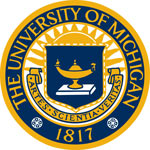 THE UNIVERSITY OF MICHIGAN
ARTES SCIENTIA VERITAS
1817